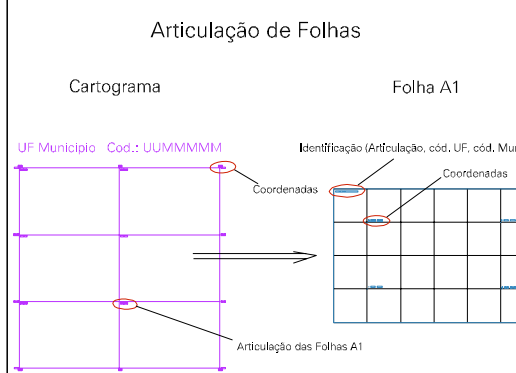 Articulação de Folhas
Cartograma
Folha A1
UF Municipio Cod.: UUMMMMM
Identificação (Articulação, cód. UF, cód. Mun
Coordenadas
Coordenadas
Articulação das Folhas A1